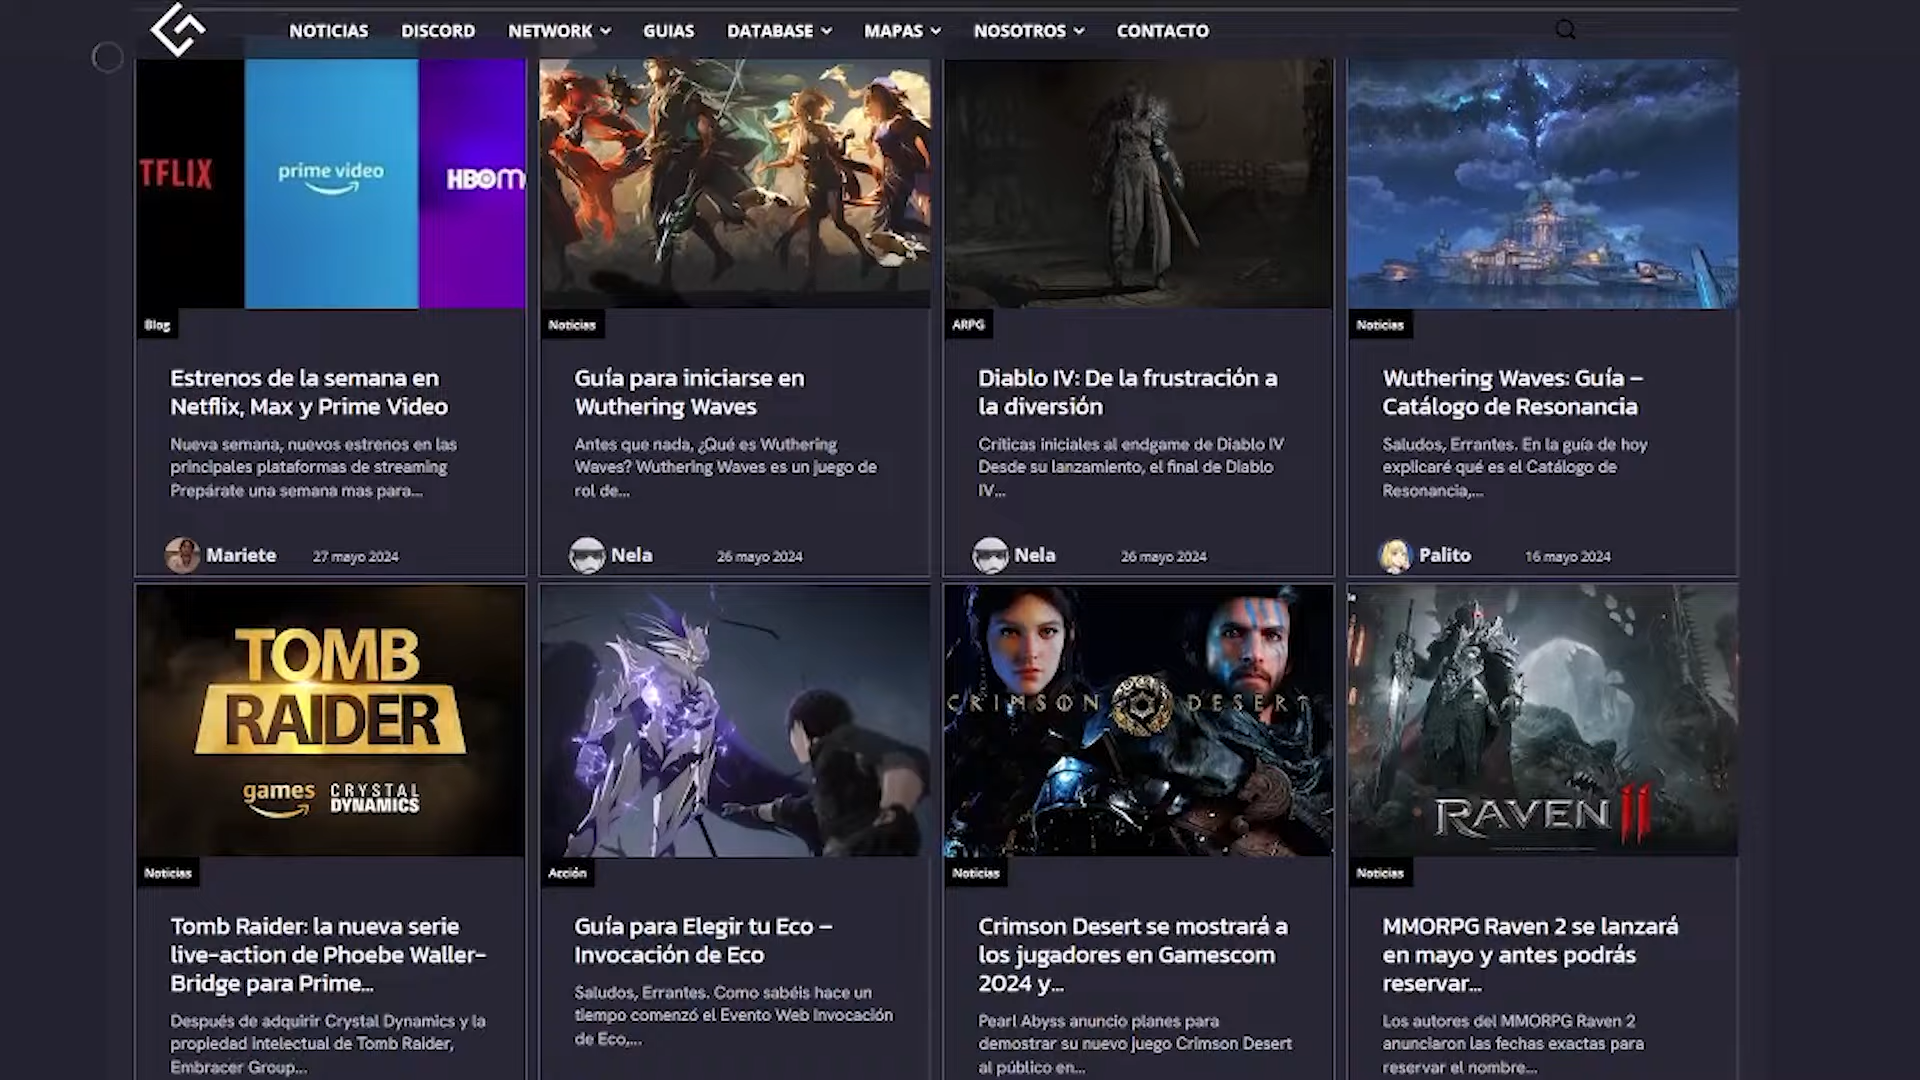 NOTICIAS DISCORD NETWORK GUIAS DATABASE MAPAS NOSOTROS CONTACTO
TFLIX
prime video
HBOm
Blog
Estrenos de la semana en
Netflix, Max y Prime Video
Nueva semana, nuevos estrenos en las
principales plataformas de streaming
Prepárate una semana mas para...
Mariete 27 mayo 2024
Noticias
Guía para iniciarse en
Wuthering Waves
Antes que nada, ¿Qué es Wuthering
Waves? Wuthering Waves es un juego de
rol de...
Nela 26 mayo 2024
ARPG
Diablo IV: De la frustración a
la diversión
Críticas iniciales al endgame de Diablo IV
Desde su lanzamiento, el final de Diablo
IV...
Nela 26 mayo 2024
Noticias
Wuthering Waves: Guía –
Catálogo de Resonancia
Saludos, Errantes. En la guía de hoy
explicaré qué es el Catálogo de
Resonancia,...
Palito 16 mayo 2024
TOMB
RAIDER
games CRYSTAL
DYNAMICS
Noticias
Tomb Raider: la nueva serie
live-action de Phoebe Waller-
Bridge para Prime...
Después de adquirir Crystal Dynamics y la
propiedad intelectual de Tomb Raider,
Embracer Group...
Acción
Guía para Elegir tu Eco –
Invocación de Eco
Saludos, Errantes. Como sabéis hace un
tiempo comenzó el Evento Web Invocación
de Eco,...
CRIMSON DESERT
Noticias
Crimson Desert se mostrará a
los jugadores en Gamescom
2024 y...
Pearl Abyss anuncio planes para
demostrar su nuevo juego Crimson Desert
al público en...
RAVEN II
Noticias
MMORPG Raven 2 se lanzará
en mayo y antes podrás
reservar...
Los autores del MMORPG Raven 2
anunciaron las fechas exactas para
reservar el nombre...